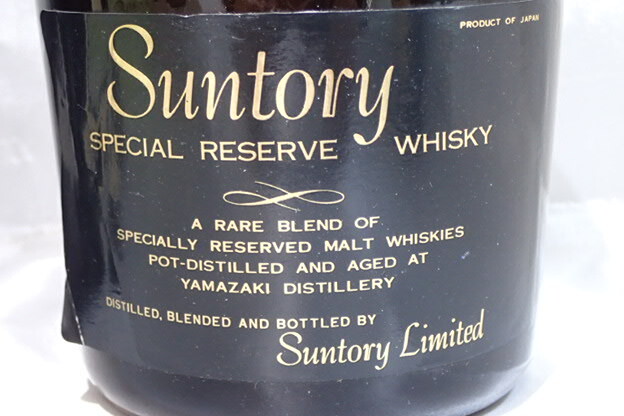 PRODUCT OF JAPAN
Suntory
SPECIAL RESERVE WHISKY
A RARE BLEND OF
SPECIALLY RESERVED MALT WHISKIES
POT-DISTILLED AND AGED AT
YAMAZAKI DISTILLERY
DISTILLED, BLENDED AND BOTTLED BY
Suntory Limited